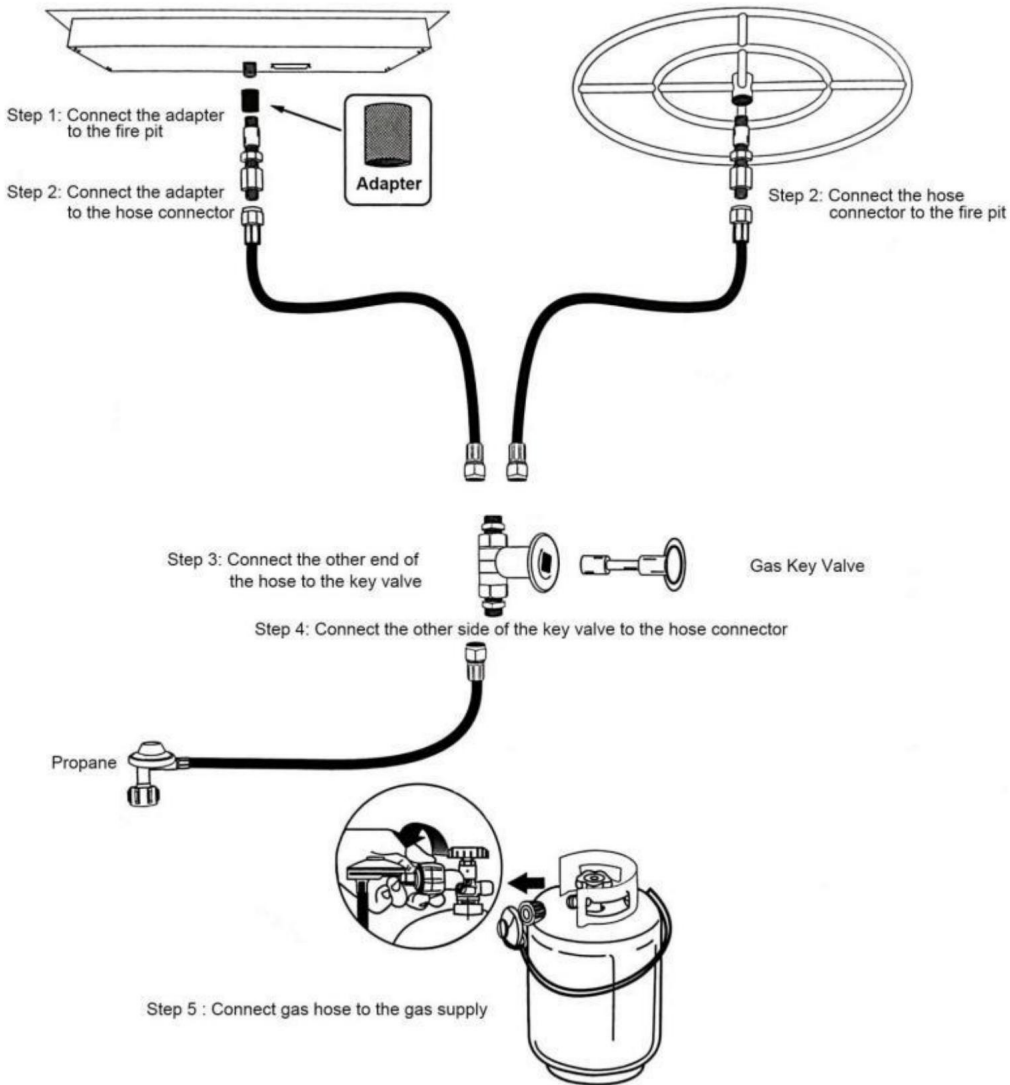 Step 1: Connect the adapter
to the fire pit
Adapter
Step 2: Connect the adapter
to the hose connector
Step 2: Connect the hose
connector to the fire pit
Step 3: Connect the other end of
the hose to the key valve
Gas Key Valve
Step 4: Connect the other side of the key valve to the hose connector
Propane
Step 5 : Connect gas hose to the gas supply